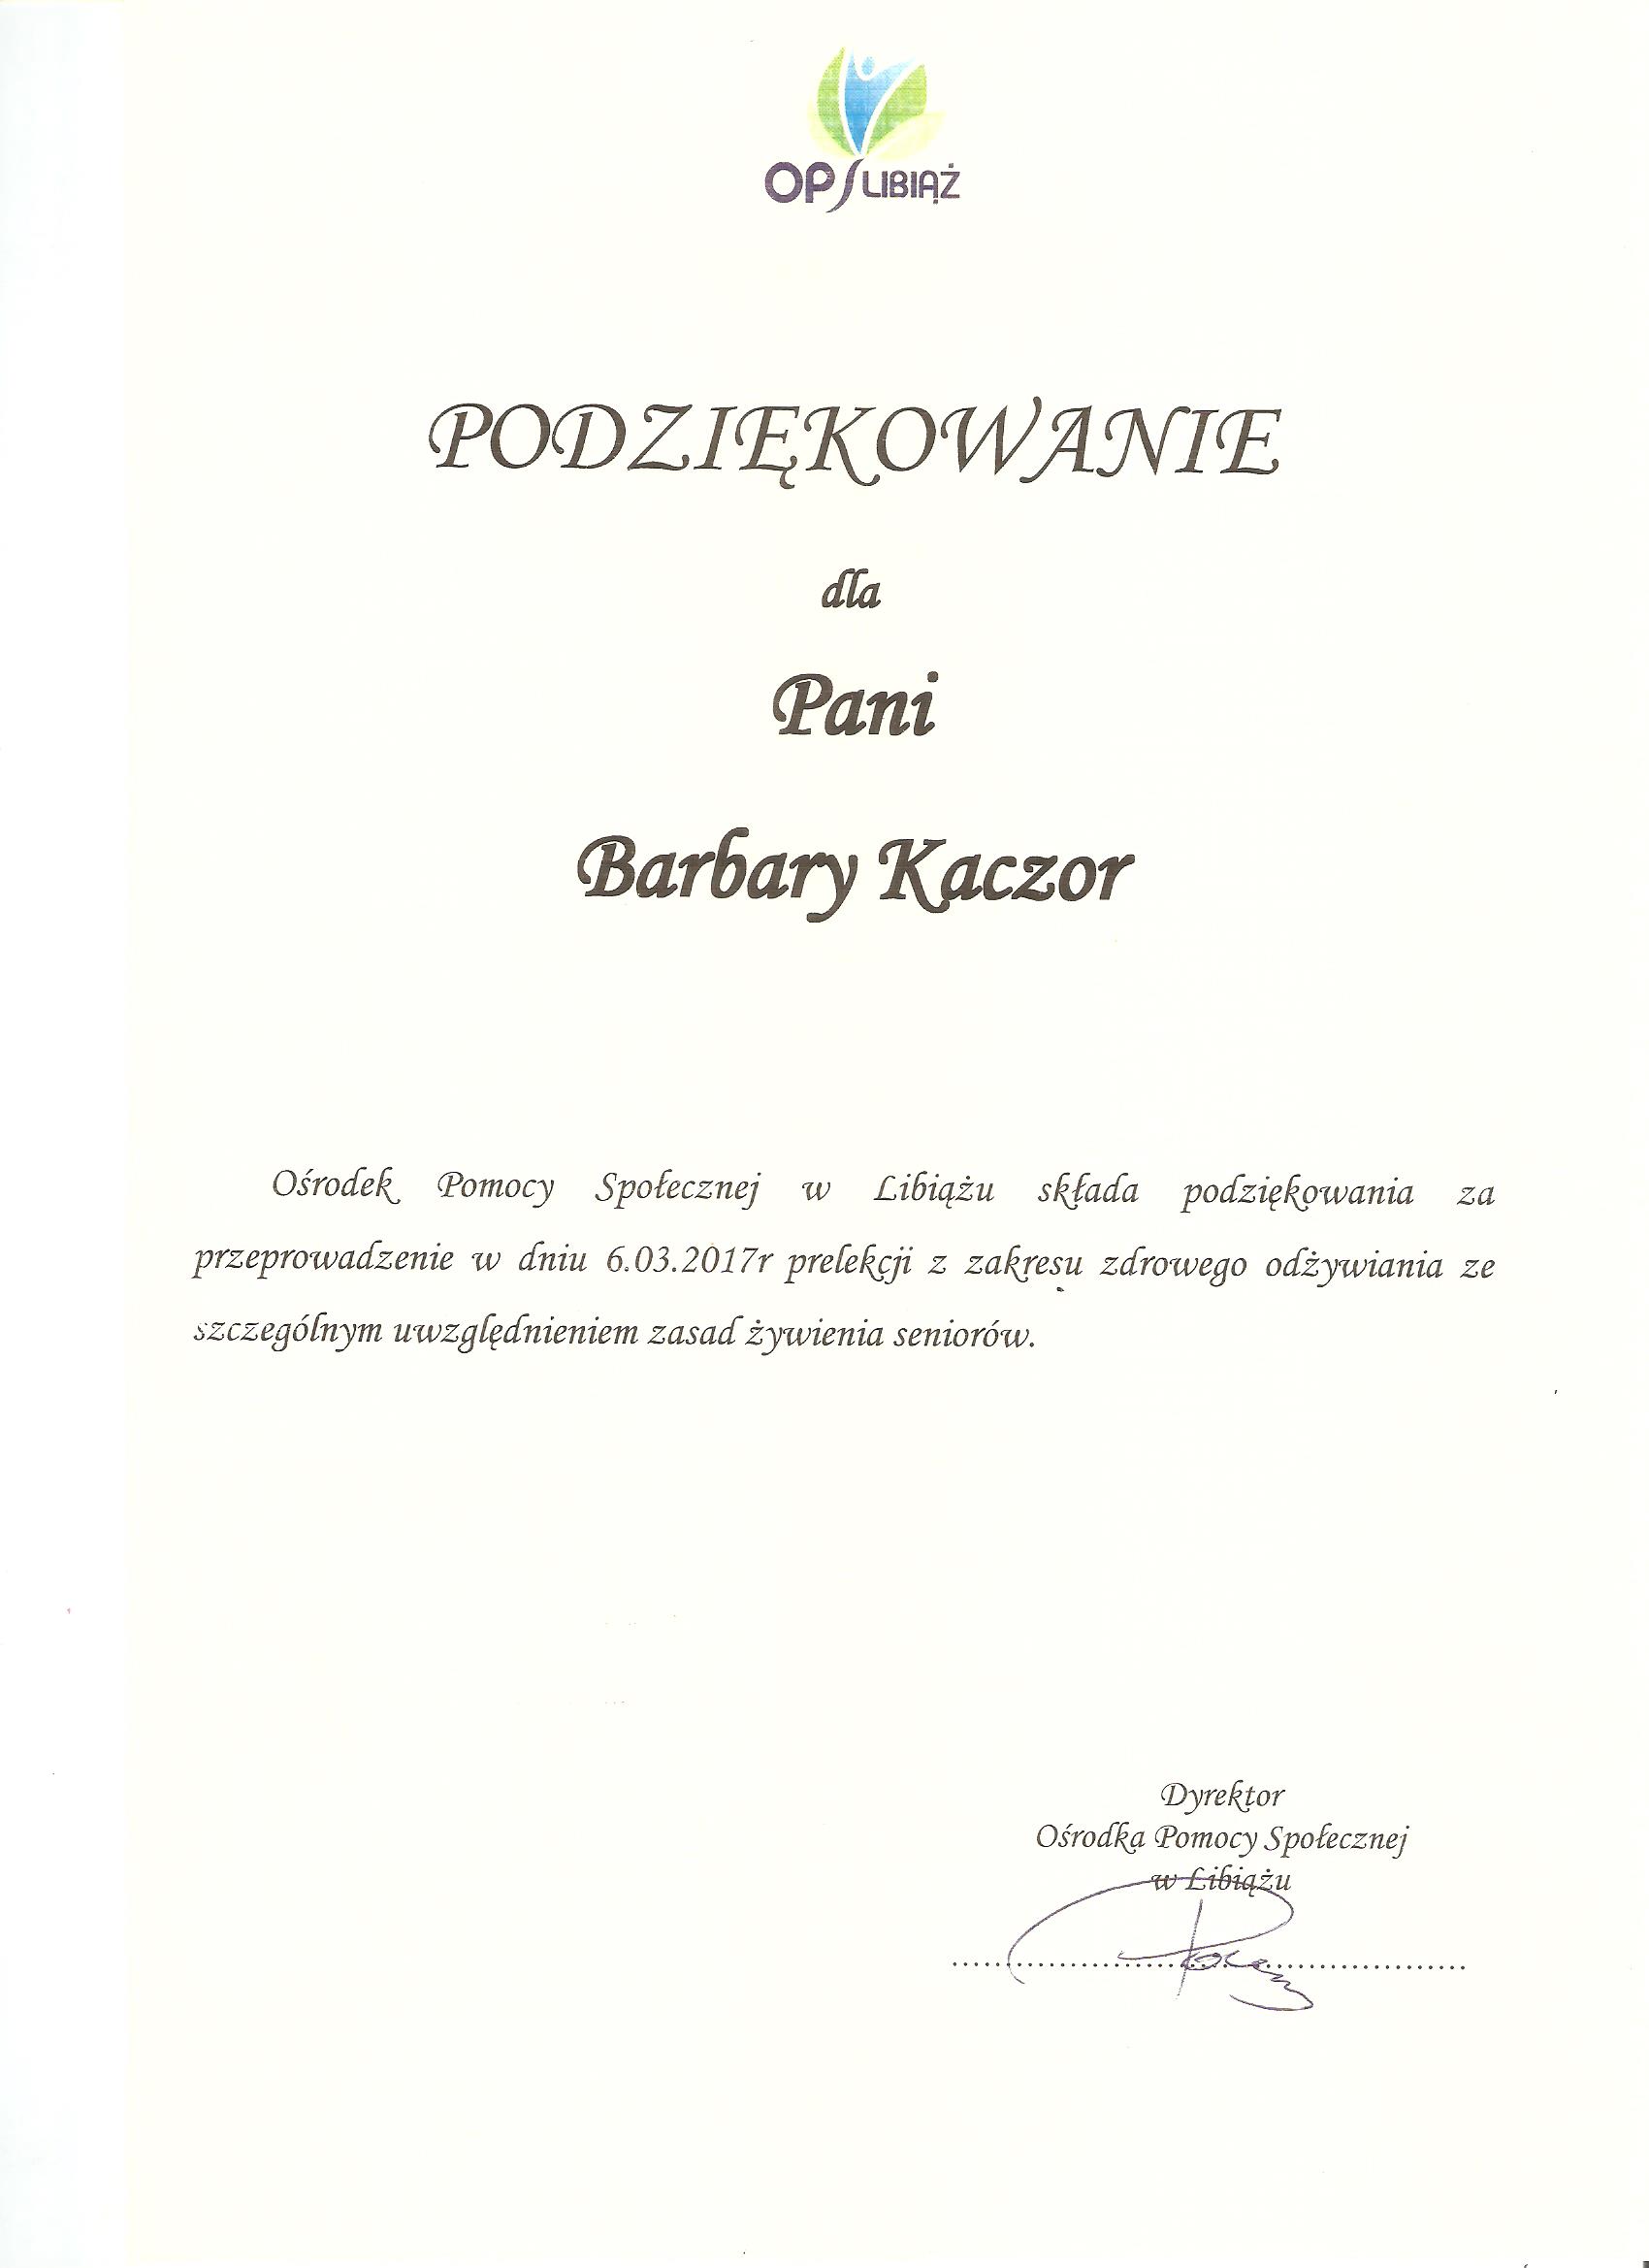 OPS LIBIĄŻ
PODZIĘKOWANIE
dla
Pani
Barbary Kaczor
Ośrodek Pomocy Społecznej w Libiążu składa podziękowania za
przeprowadzenie w dniu 6.03.2017r prelekcji z zakresu zdrowego odżywiania ze
szczególnym uwzględnieniem zasad żywienia seniorów.
Dyrektor
Ośrodka Pomocy Społecznej
w Libiążu